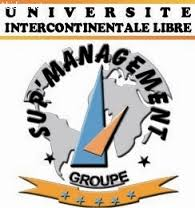 UNIVERSITE
INTERCONTINENTALE LIBRE
SUP'MANAGEMENT
GROUPE